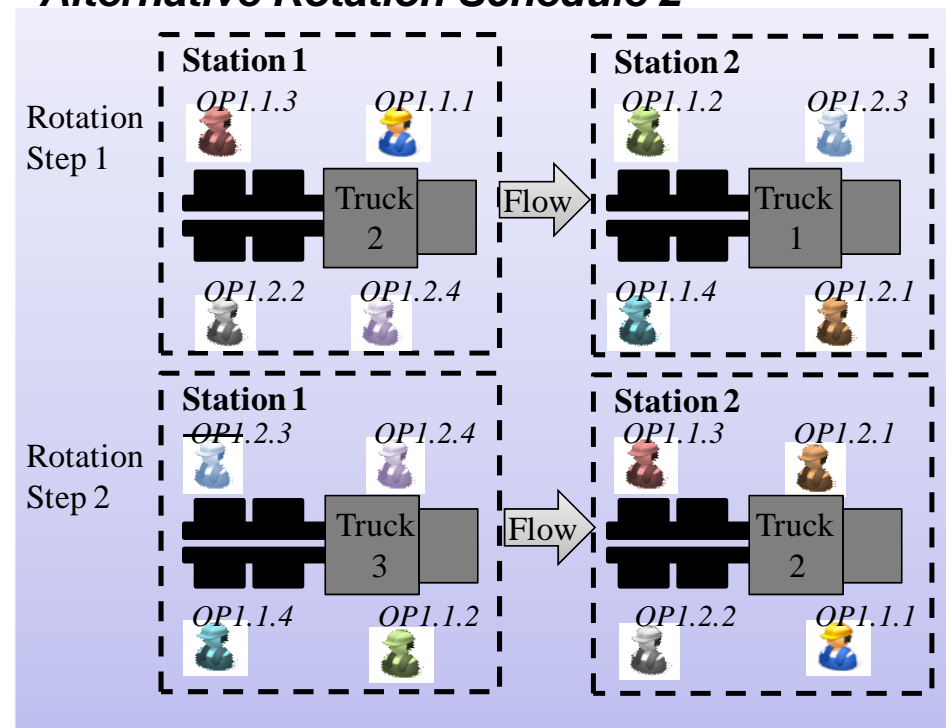 Alternative Rotation Schedule 2
Rotation
Step 1
Station 1
OP1.1.3 OP1.1.1
Truck
2
OP1.2.2 OP1.2.4
Flow
Station 2
OP1.1.2 OP1.2.3
Truck
1
OP1.1.4 OP1.2.1
Rotation
Step 2
Station 1
OP1.2.3 OP1.2.4
Truck
3
OP1.1.4 OP1.1.2
Flow
Station 2
OP1.1.3 OP1.2.1
Truck
2
OP1.2.2 OP1.1.1